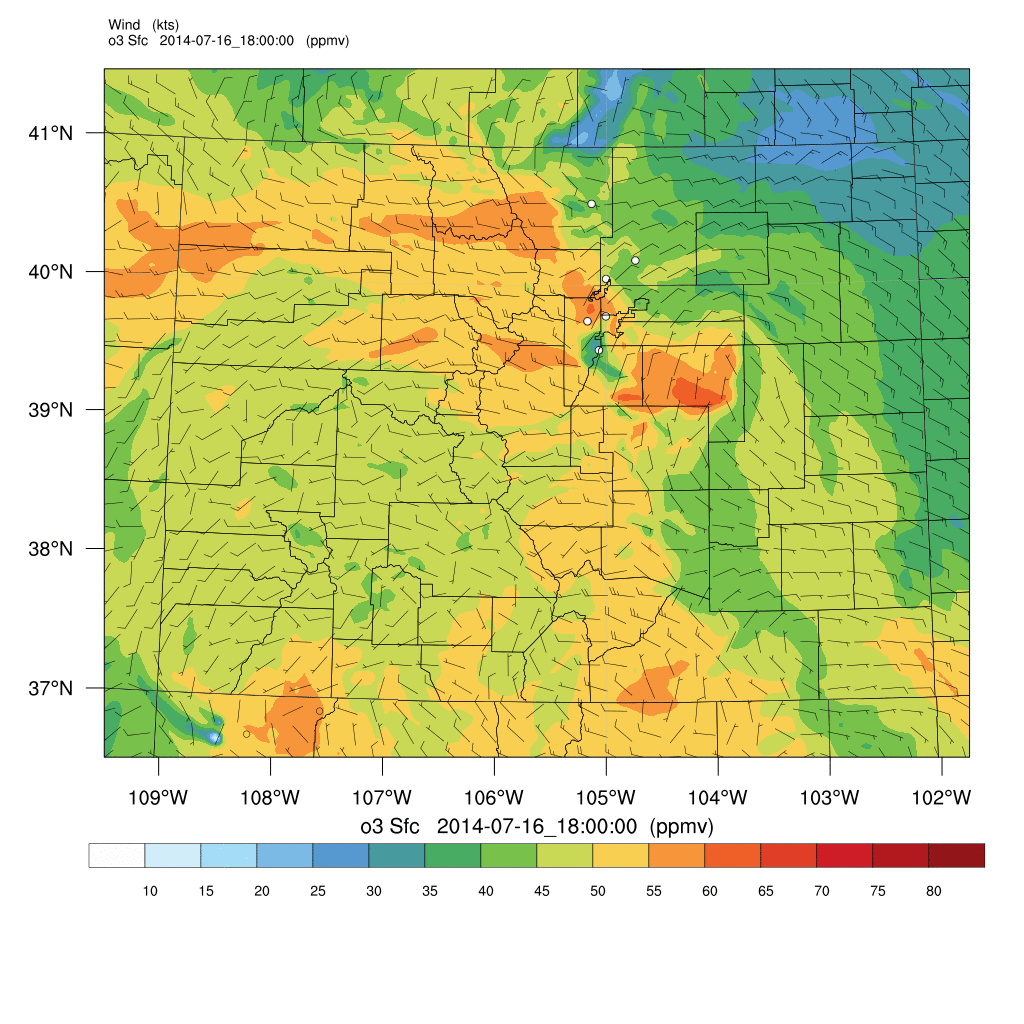 Wind (kts)
o3 Sfc 2014-07-16_18:00:00 (ppmv)
41°N
40°N
39°N
38°N
37°N
109°W 108°W 107°W 106°W 105°W 104°W 103°W 102°W
o3 Sfc 2014-07-16_18:00:00 (ppmv)
10 15 20 25 30 35 40 45 50 55 60 65 70 75 80